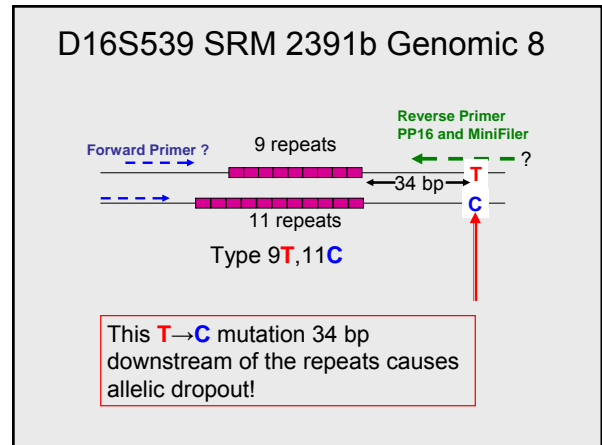 D16S539 SRM 2391b Genomic 8
Reverse Primer
PP16 and MiniFiler
Forward Primer ?
9 repeats
?
34 bp
T
C
11 repeats
Type 9T,11C
This T→C mutation 34 bp
downstream of the repeats causes
allelic dropout!